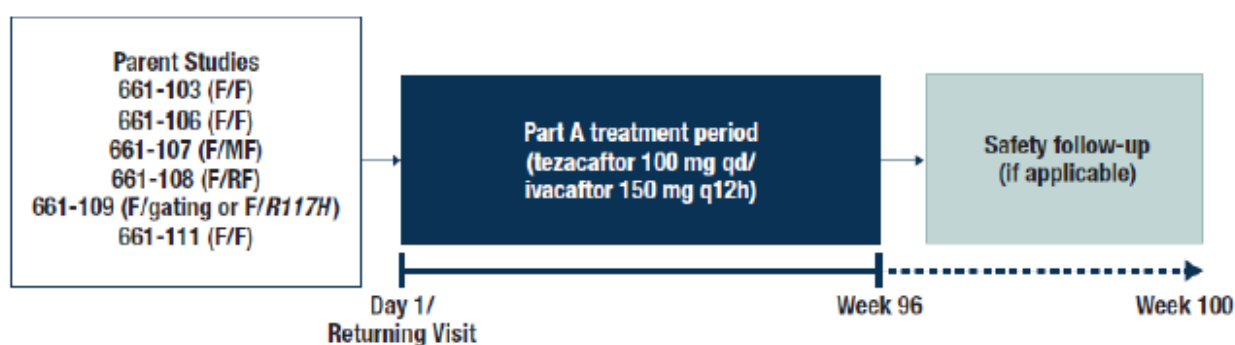 Parent Studies
661-103 (F/F)
661-106 (F/F)
661-107 (F/MF)
661-108 (F/RF)
661-109 (F/gating or F/R117H)
661-111 (F/F)
Part A treatment period
(tezacaftor 100 mg qd/
ivacaftor 150 mg q12h)
Safety follow-up
(if applicable)
Day 1/
Returning Visit
Week 96
Week 100